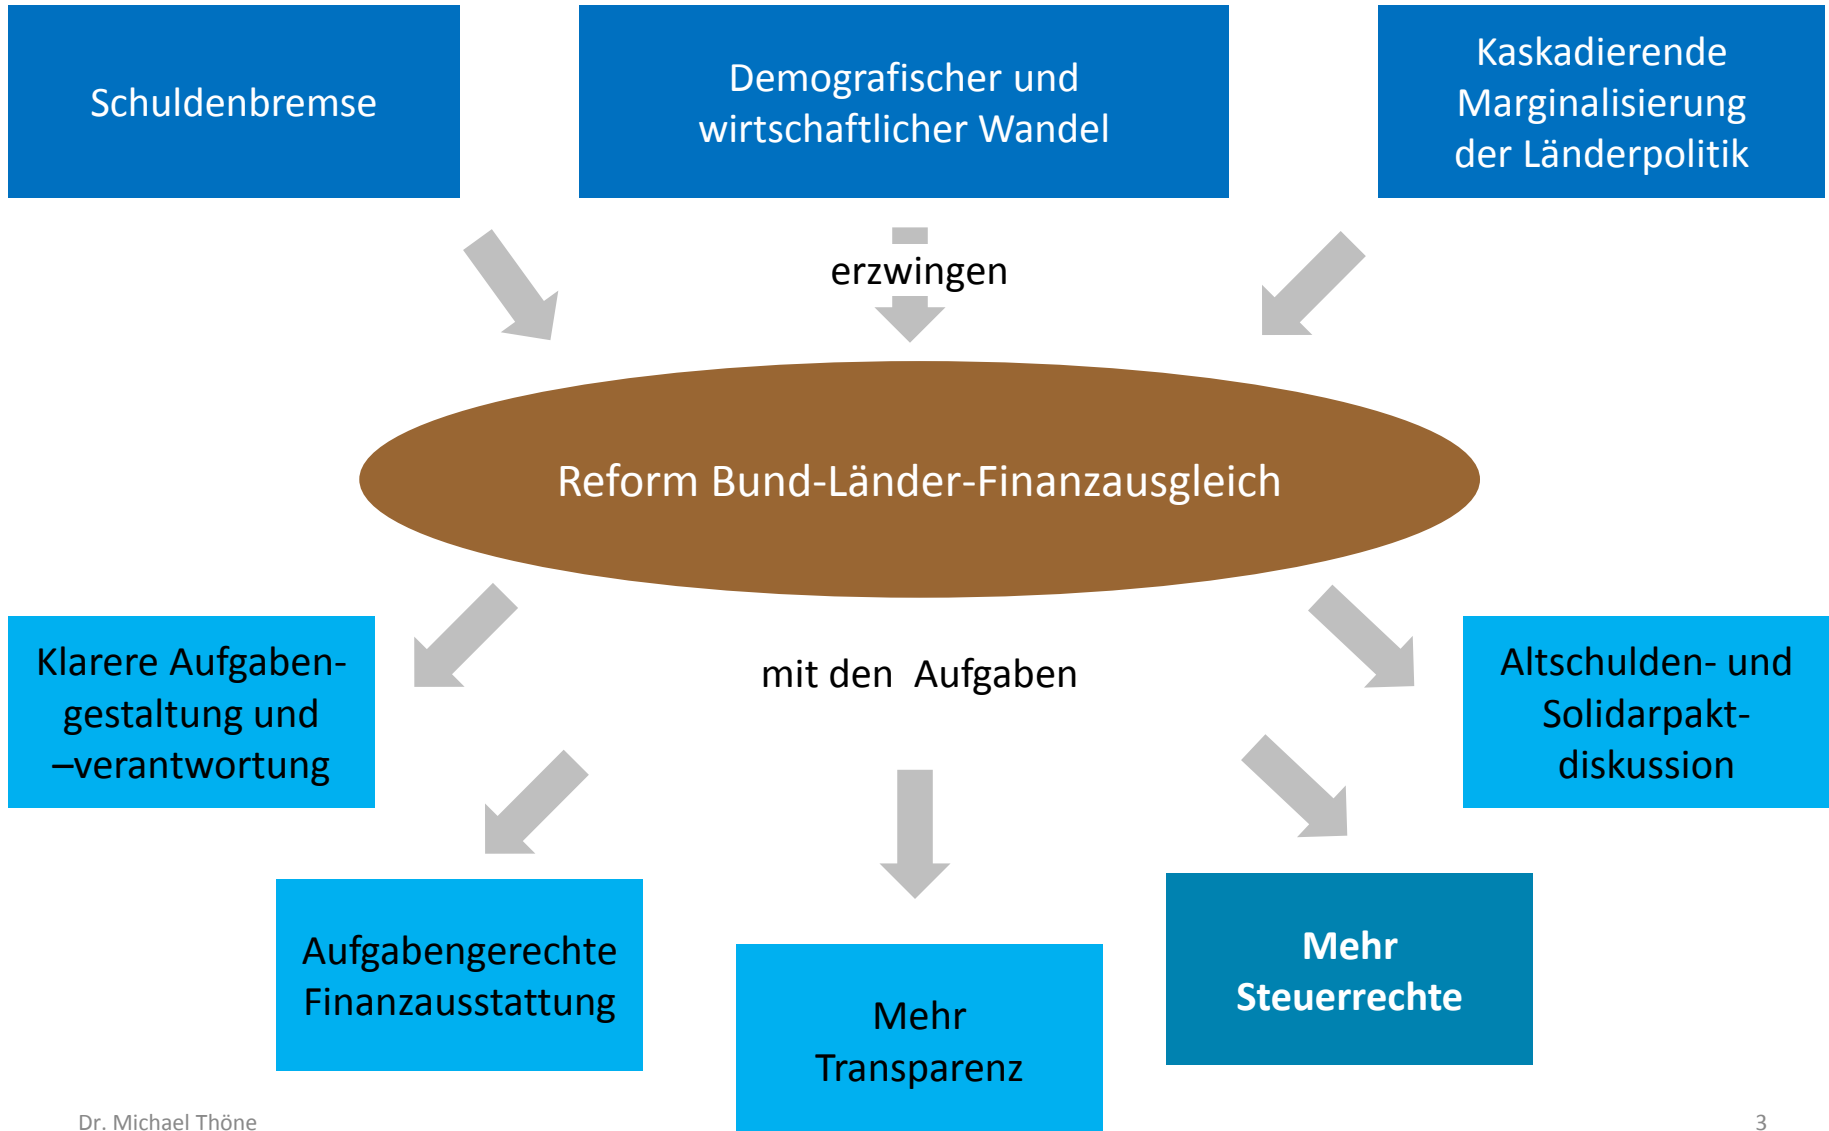 Schuldenbremse
Demografischer und
wirtschaftlicher Wandel
Kaskadierende
Marginalisierung
der Länderpolitik
erzwingen
Reform Bund-Länder-Finanzausgleich
mit den Aufgaben
Klarere Aufgaben-
gestaltung und
–verantwortung
Aufgabengerechte
Finanzausstattung
Mehr
Transparenz
Mehr
Steuerrechte
Altschulden- und
Solidarpakt-
diskussion
Dr. Michael Thöne
3